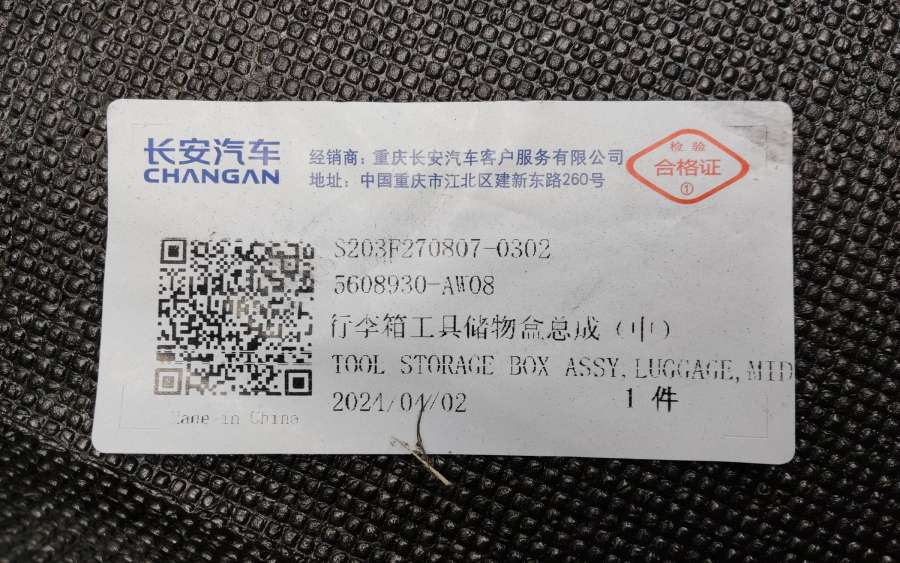 长安汽车
CHANGAN
经销商：重庆长安汽车客户服务有限公司
地址：中国重庆市江北区建新东路260号
检验
合格证
①
S203F270807-0302
5608930-AW08
行李箱工具储物盒总成（中）
TOOL STORAGE BOX ASSY,LUGGAGE,MID
2024/04/02
1 件
Made in China